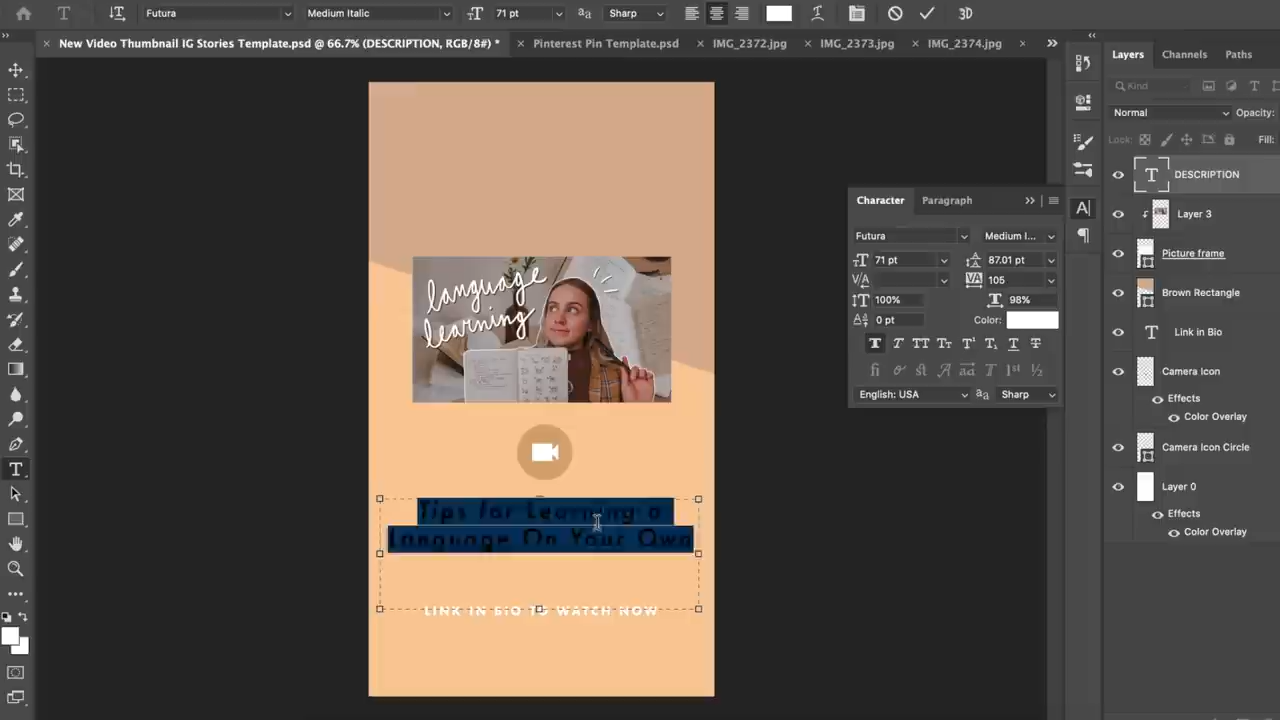 Futura Medium Italic 71 pt Sharp 3D
New Video Thumbnail IG Stories Template.psd @ 66.7% (DESCRIPTION, RGB/8#) * Pinterest Pin Template.psd IMG_2372.jpg IMG_2373.jpg IMG_2374.jpg
Layers Channels Paths
Kind
Normal Opacity:
Lock: Fill:
DESCRIPTION
Layer 3
Picture frame
Brown Rectangle
Link in Bio
Camera Icon
Effects
Color Overlay
Camera Icon Circle
Layer 0
Effects
Color Overlay
Character Paragraph
Futura Medium I...
71 pt 87.01 pt
105
100% 98%
0 pt Color:
English: USA Sharp
language
learning
Tips for Learning a
Language On Your Own
LINK IN BIO TO WATCH NOW